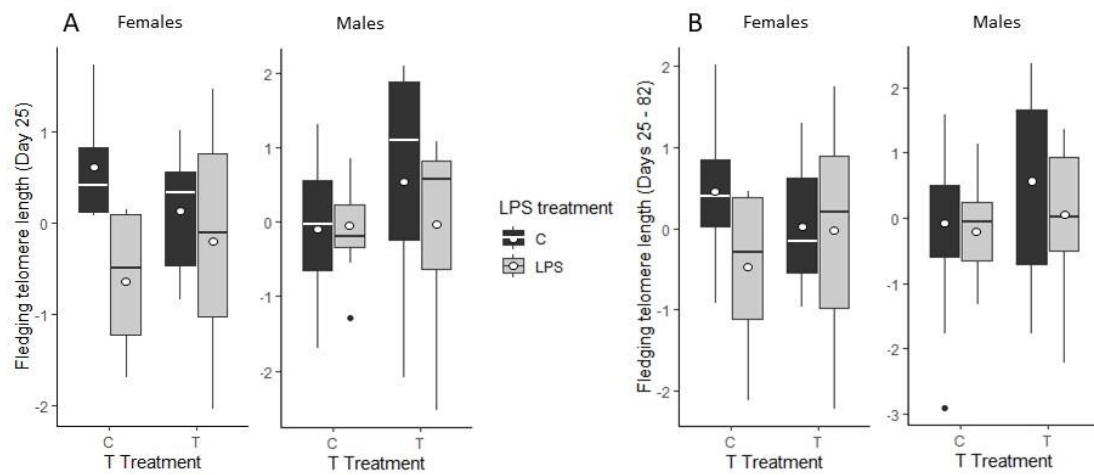 A Females Males
Fledging telomere length (Day 25)
1
0
-1
-2
C T
T Treatment
2
1
0
-1
-2
C T
T Treatment
LPS treatment
C
LPS
B Females Males
Fledging telomere length (Days 25 - 82)
2
1
0
-1
-2
C T
T Treatment
2
1
0
-1
-2
-3
C T
T Treatment